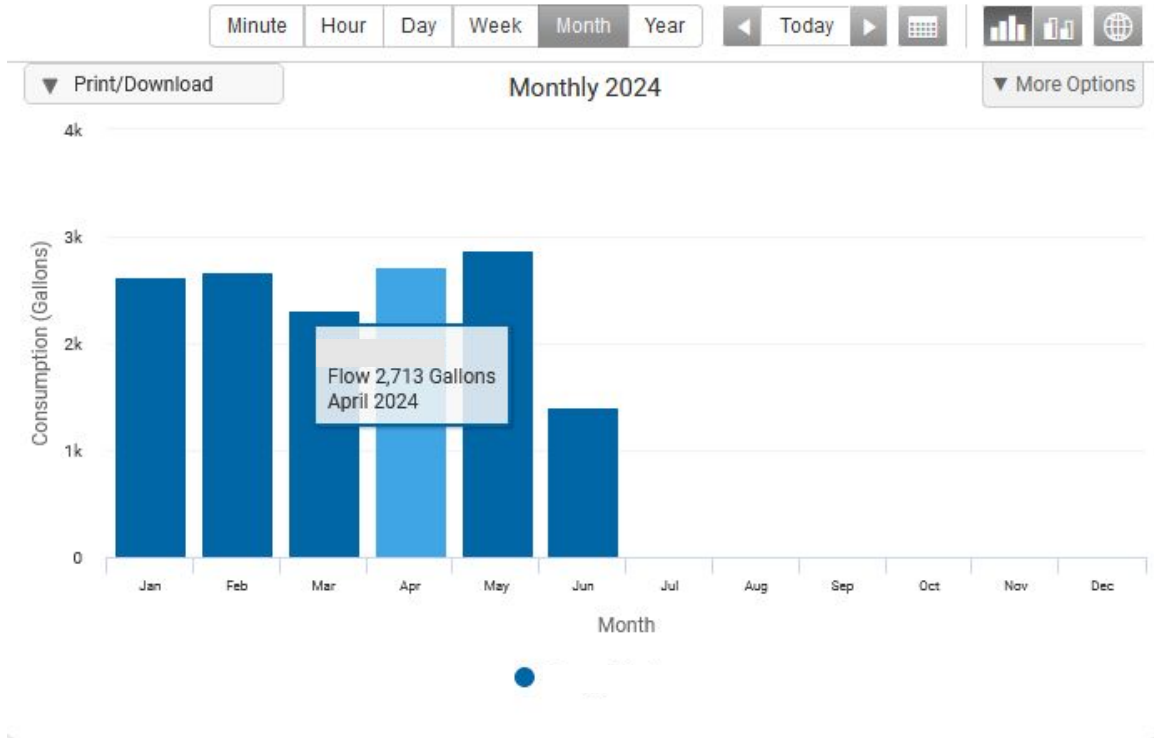 Minute Hour Day Week Month Year Today
Print/Download
Monthly 2024
More Options
4k
3k
2k
1k
0
Consumption (Gallons)
Flow 2,713 Gallons
April 2024
Jan Feb Mar Apr May Jun Jul Aug Sep Oct Nov Dec
Month